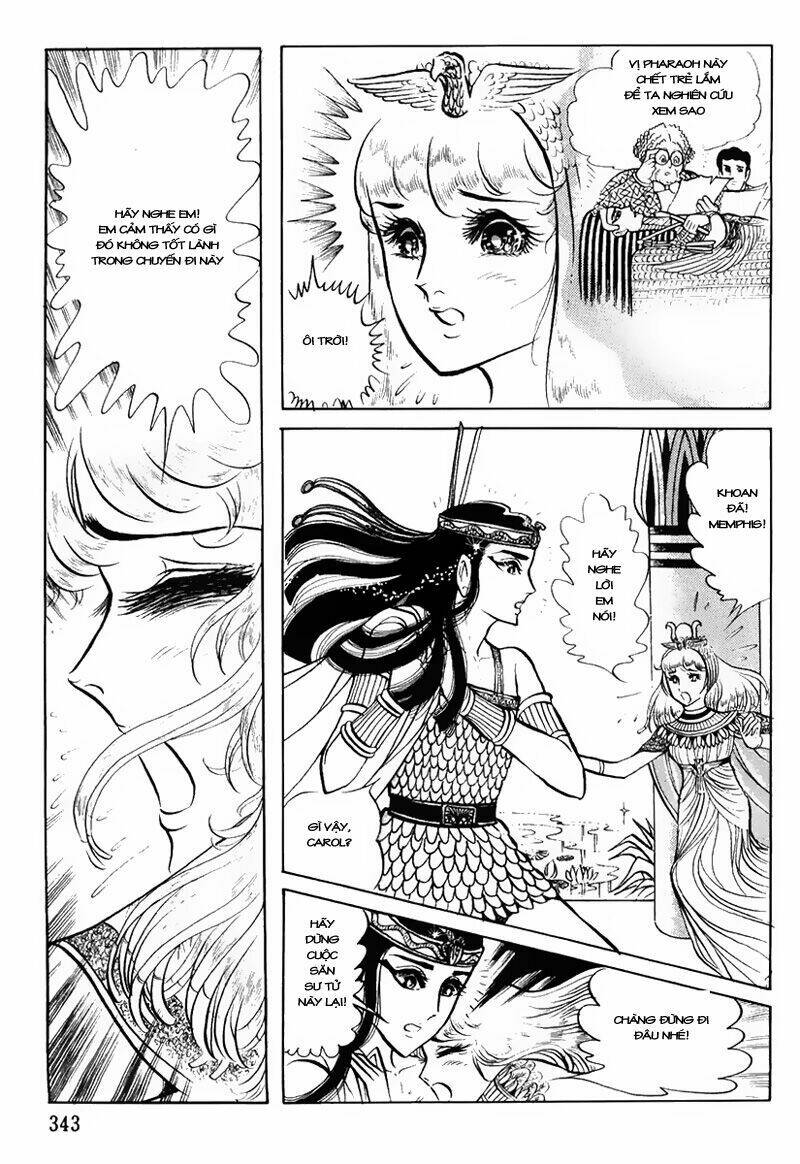 VỊ PHARAOH NÀY
CHẾT TRẺ LẮM
ĐỂ TA NGHIÊN CỨU
XEM SAO
ÔI TRỜI!
KHOAN
ĐÃ!
MEMPHIS!
HÃY
NGHE
LỜI
EM
NÓI!
GÌ VẬY,
CAROL?
HÃY
DỪNG
CUỘC
SĂN
SƯ TỬ
NÀY LẠI!
CHÀNG ĐỪNG ĐI
ĐÂU NHÉ!
HÃY NGHE EM!
EM CẢM THẤY CÓ GÌ
ĐÓ KHÔNG TỐT LÀNH
TRONG CHUYẾN ĐI NÀY
343